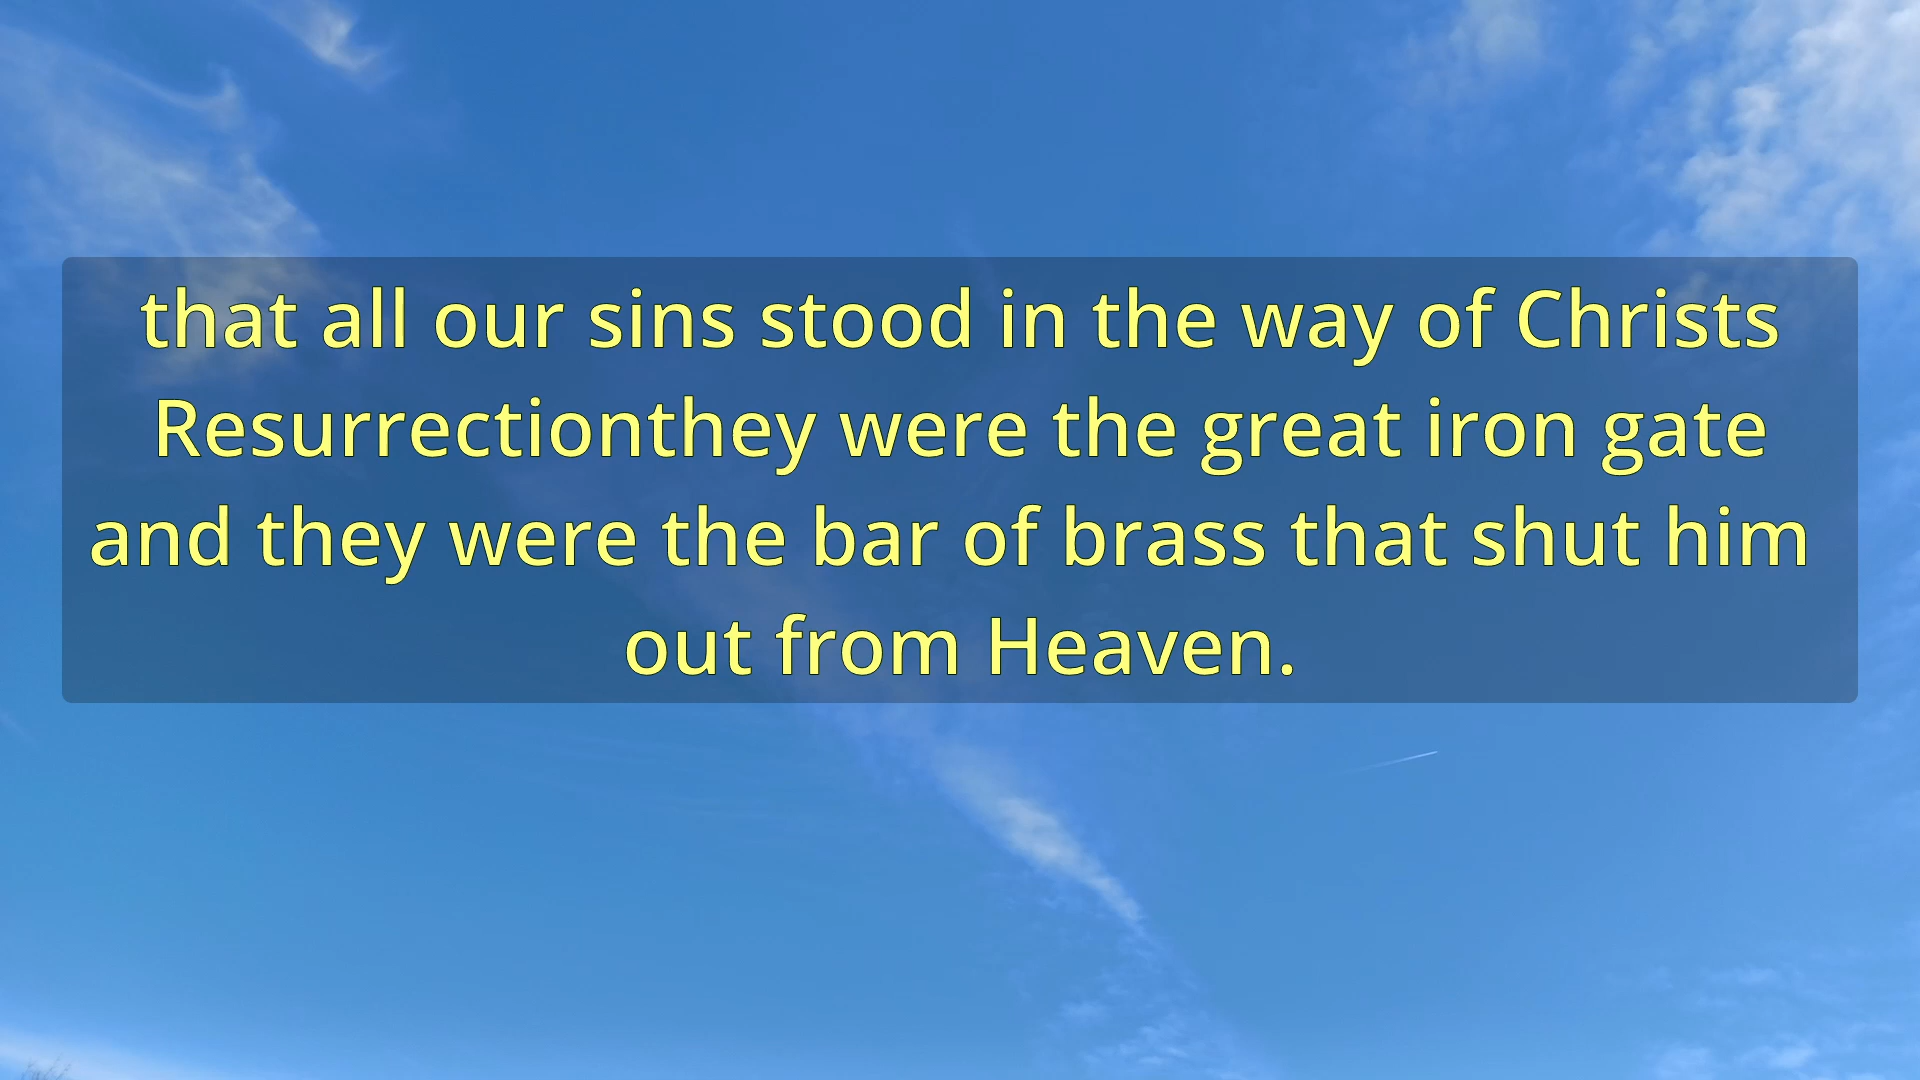 that all our sins stood in the way of Christs
Resurrectionthey were the great iron gate
and they were the bar of brass that shut him
out from Heaven.